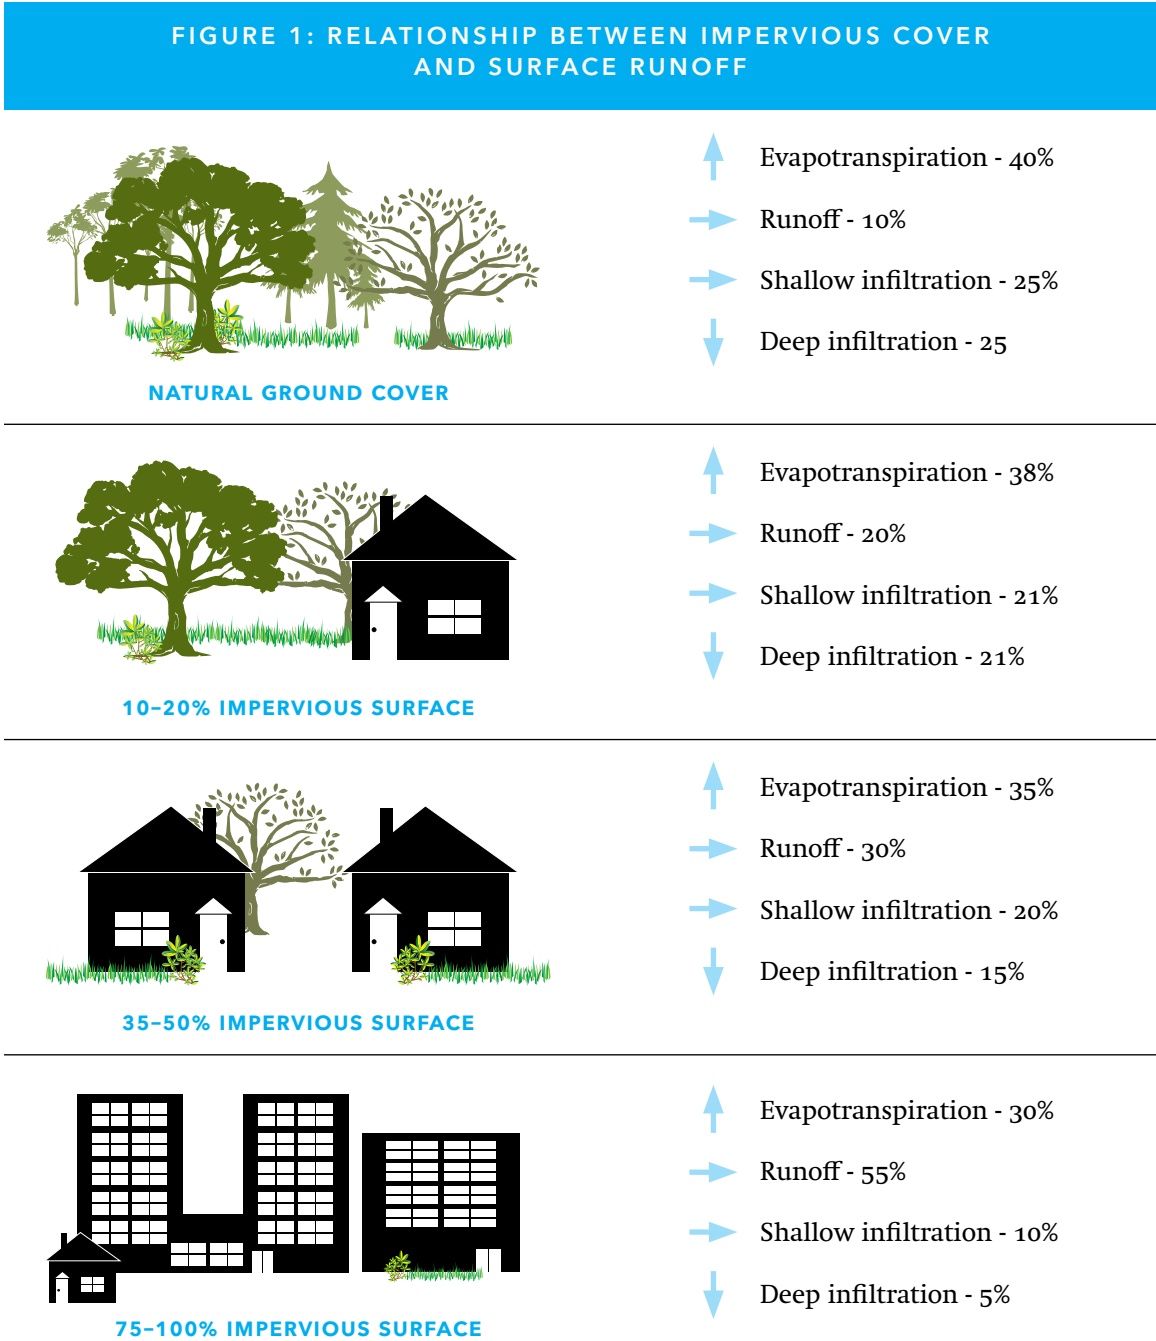 FIGURE 1: RELATIONSHIP BETWEEN IMPERVIOUS COVER
AND SURFACE RUNOFF
Evapotranspiration - 40%
Runoff - 10%
Shallow infiltration - 25%
Deep infiltration - 25
NATURAL GROUND COVER
Evapotranspiration - 38%
Runoff - 20%
Shallow infiltration - 21%
Deep infiltration - 21%
10–20% IMPERVIOUS SURFACE
Evapotranspiration - 35%
Runoff - 30%
Shallow infiltration - 20%
Deep infiltration - 15%
35–50% IMPERVIOUS SURFACE
Evapotranspiration - 30%
Runoff - 55%
Shallow infiltration - 10%
Deep infiltration - 5%
75–100% IMPERVIOUS SURFACE